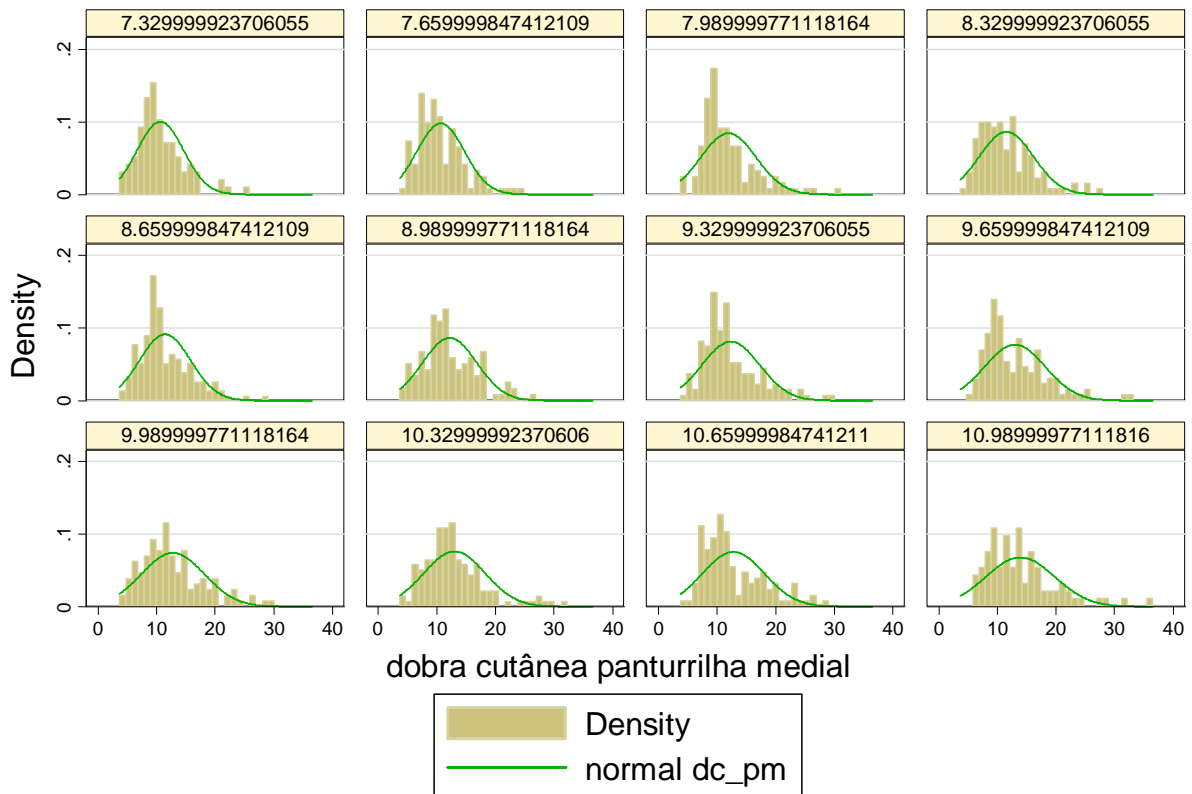 7.329999923706055
7.659999847412109
7.989999771118164
8.329999923706055
0
.1
.2
8.659999847412109
8.989999771118164
9.329999923706055
9.659999847412109
0
.1
.2
9.989999771118164
10.32999992370606
10.65999984741211
10.98999977111816
0
.1
.2
Density
0 10 20 30 40
0 10 20 30 40
0 10 20 30 40
0 10 20 30 40
dobra cutânea panturrilha medial
Density
normal dc_pm